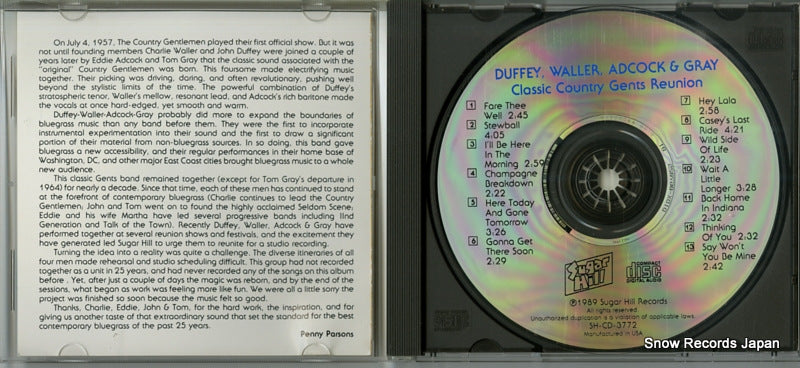 On July 4, 1957, The Country Gentlemen played their first official show. But it was
not until founding members Charlie Waller and John Duffey were joined a couple of
years later by Eddie Adcock and Tom Gray that the classic sound associated with the
"original" Country Gentlemen was born. This foursome made electrifying music
together. Their picking was driving, daring, and often revolutionary, pushing well
beyond the stylistic limits of the time. The powerful combination of Duffey's
stratospheric tenor, Waller's mellow, resonant lead, and Adcock's rich baritone made
the vocals at once hard-edged, yet smooth and warm.
Duffey-Waller-Adcock-Gray probably did more to expand the boundaries of
bluegrass music than any band before them. They were the first to incorporate
instrumental experimentation into their sound and the first to draw a significant
portion of their material from non-bluegrass sources. In so doing, this band gave
bluegrass a new accessibility, and their regular performances in their home base of
Washington, DC, and other major East Coast cities brought bluegrass music to a whole
new audience.
This classic Gents band remained together (except for Tom Gray's departure in
1964) for nearly a decade. Since that time, each of these men has continued to stand
at the forefront of contemporary bluegrass (Charlie continues to lead the Country
Gentlemen, John and Tom went on to found the highly acclaimed Seldom Scene,
Eddie and his wife Martha have led several progressive bands including IInd
Generation and Talk of the Town). Recently Duffey, Waller, Adcock & Gray have
performed together at several reunion shows and festivals, and the excitement they
have generated led Sugar Hill to urge them to reunite for a studio recording.
Turning the idea into a reality was quite a challenge. The diverse itineraries of
all four men made rehearsal and studio scheduling difficult. This group had not recorded
together as a unit in 25 years, and had never recorded any of the songs on this album
before . Yet, after just a couple of days the magic was reborn, and by the end of the
sessions, what began as work was feeling more like fun. We were all a little sorry the
project was finished so soon because the music felt so good.
Thanks, Charlie, Eddie, John & Tom, for the hard work, the inspiration, and for
giving us another taste of that extraordinary sound that set the standard for the best
contemporary bluegrass of the past 25 years.
Penny Parsons
DUFFEY, WALLER, ADCOCK & GRAY
Classic Country Gents Reunion
1 Fare Thee
Well 2:45
2 Stewball
4:05
3 I'll Be Here
In The
Morning 2:59
4 Champagne
Breakdown
2:22
5 Here Today
And Gone
Tomorrow
3:26
6 Gonna Get
There Soon
2:29
7 Hey Lala
2:58
8 Casey's Last
Ride 4:21
9 Wild Side
Of Life
2:23
10 Wait A
Little
Longer 3:28
11 Back Home
In Indiana
2:32
12 Thinking
Of You 2:32
13 Say Won't
You Be Mine
2:42
Sugar
Hill
COMPACT
disc
DIGITAL AUDIO
℗1989 Sugar Hill Records
All rights reserved.
Unauthorized duplication is a violation of applicable laws.
SH-CD-3772
Manufactured in USA
Snow Records Japan